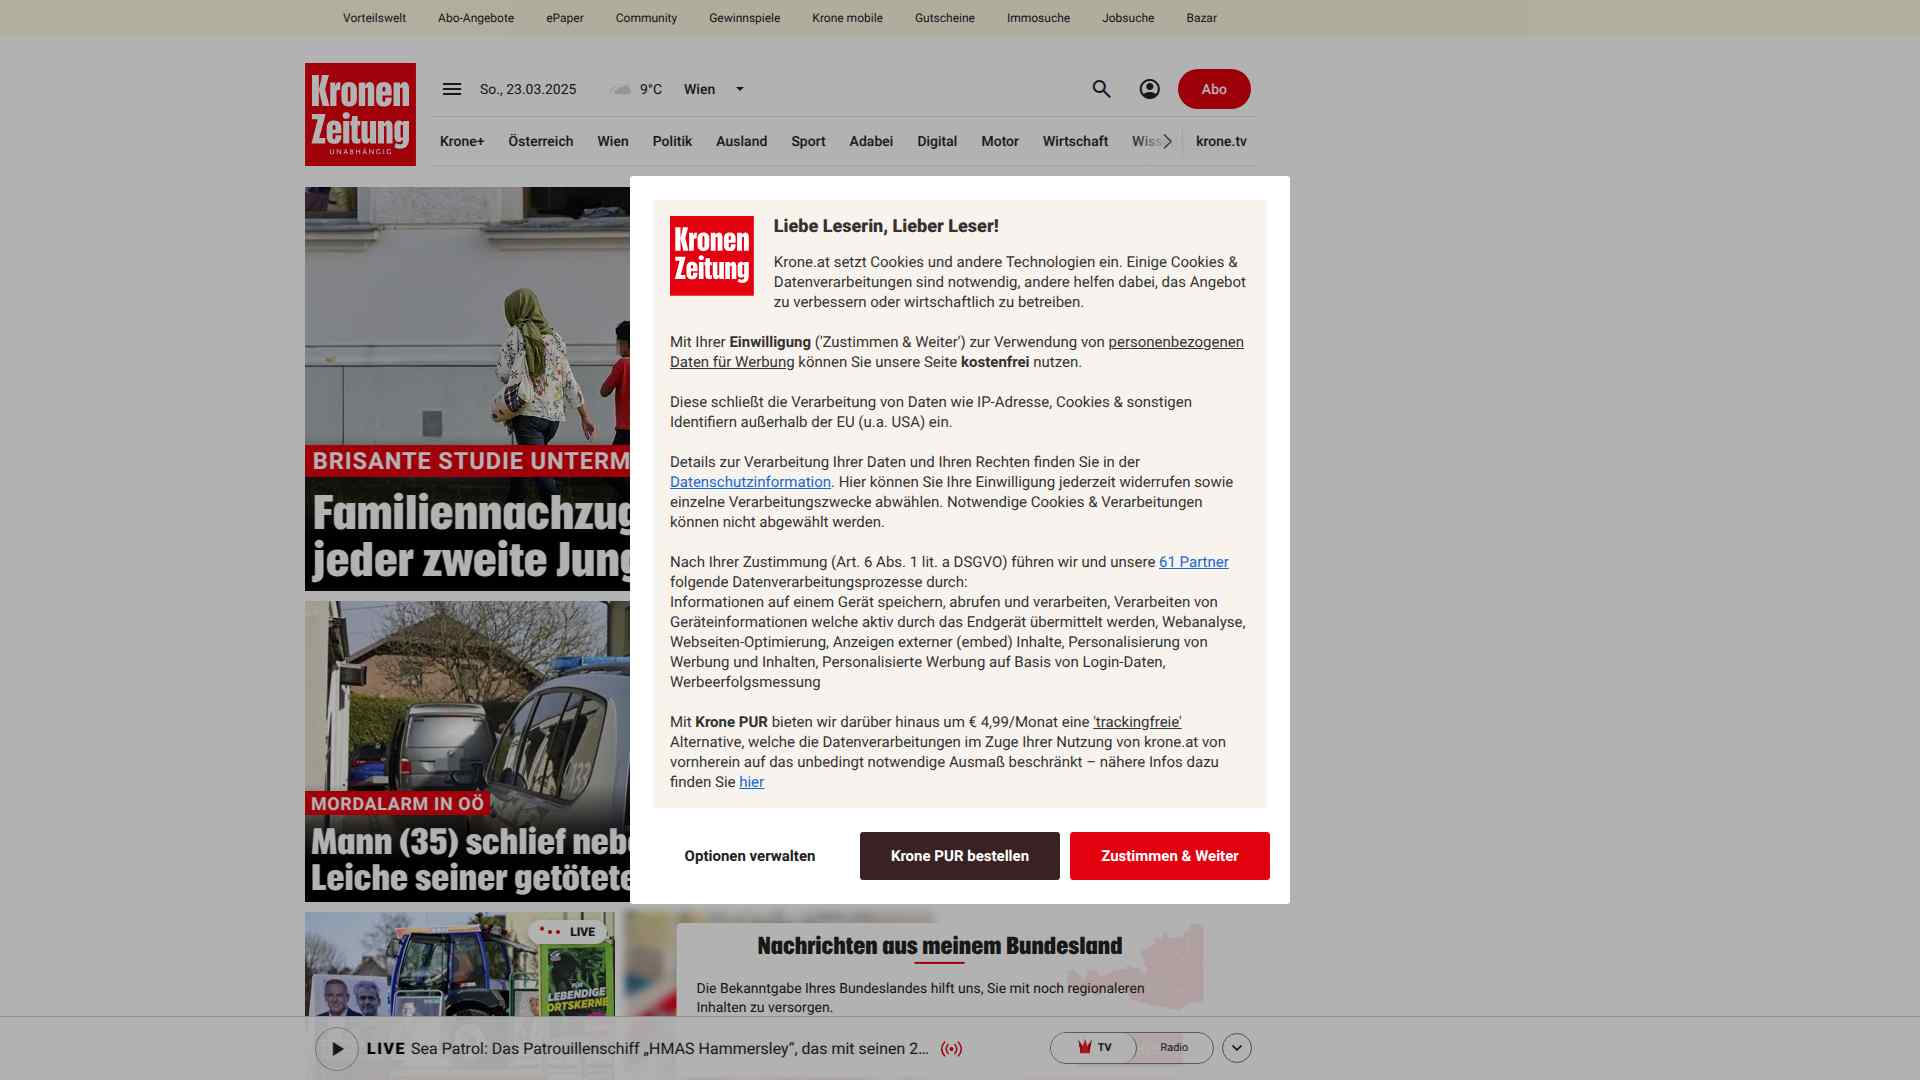 Vorteilswelt Abo-Angebote ePaper Community Gewinnspiele Krone mobile Gutscheine Immosuche Jobsuche Bazar
Kronen
Zeitung
UNABHÄNGIG
So., 23.03.2025 9°C Wien
Abo
Krone+ Österreich Wien Politik Ausland Sport Adabei Digital Motor Wirtschaft Wiss krone.tv
BRISANTE STUDIE UNTERM
Familiennachzug
jeder zweite Jung
MORDALARM IN OÖ
Mann (35) schlief neb
Leiche seiner getötete
LIVE
FÜR
LEBENDIGE
ORTSKERNE
Kronen
Zeitung
Liebe Leserin, Lieber Leser!
Krone.at setzt Cookies und andere Technologien ein. Einige Cookies &
Datenverarbeitungen sind notwendig, andere helfen dabei, das Angebot
zu verbessern oder wirtschaftlich zu betreiben.
Mit Ihrer Einwilligung ('Zustimmen & Weiter') zur Verwendung von personenbezogenen
Daten für Werbung können Sie unsere Seite kostenfrei nutzen.
Diese schließt die Verarbeitung von Daten wie IP-Adresse, Cookies & sonstigen
Identifiern außerhalb der EU (u.a. USA) ein.
Details zur Verarbeitung Ihrer Daten und Ihren Rechten finden Sie in der
Datenschutzinformation. Hier können Sie Ihre Einwilligung jederzeit widerrufen sowie
einzelne Verarbeitungszwecke abwählen. Notwendige Cookies & Verarbeitungen
können nicht abgewählt werden.
Nach Ihrer Zustimmung (Art. 6 Abs. 1 lit. a DSGVO) führen wir und unsere 61 Partner
folgende Datenverarbeitungsprozesse durch:
Informationen auf einem Gerät speichern, abrufen und verarbeiten, Verarbeiten von
Geräteinformationen welche aktiv durch das Endgerät übermittelt werden, Webanalyse,
Webseiten-Optimierung, Anzeigen externer (embed) Inhalte, Personalisierung von
Werbung und Inhalten, Personalisierte Werbung auf Basis von Login-Daten,
Werbeerfolgsmessung
Mit Krone PUR bieten wir darüber hinaus um € 4,99/Monat eine 'trackingfreie'
Alternative, welche die Datenverarbeitungen im Zuge Ihrer Nutzung von krone.at von
vornherein auf das unbedingt notwendige Ausmaß beschränkt – nähere Infos dazu
finden Sie hier
Optionen verwalten Krone PUR bestellen Zustimmen & Weiter
Nachrichten aus meinem Bundesland
Die Bekanntgabe Ihres Bundeslandes hilft uns, Sie mit noch regionaleren
Inhalten zu versorgen.
LIVE Sea Patrol: Das Patrouillenschiff „HMAS Hammersley“, das mit seinen 2... TV Radio